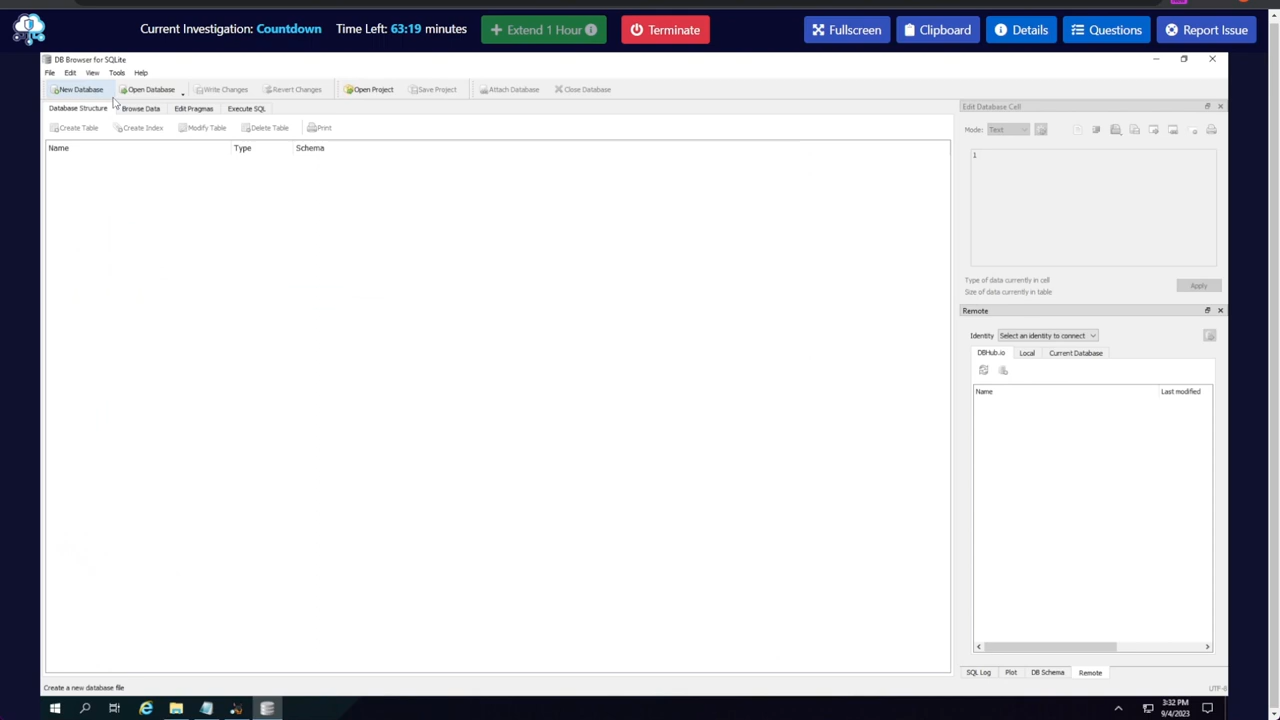 Current Investigation: Countdown Time Left: 63:19 minutes Extend 1 Hour Terminate Fullscreen Clipboard Details Questions Report Issue
DB Browser for SQLite
File Edit View Tools Help
New Database Open Database Write Changes Revert Changes Open Project Save Project Attach Database Close Database
Database Structure Browse Data Edit Pragmas Execute SQL
Edit Database Cell
Create Table Create Index Modify Table Delete Table Print
Mode: Text
Name Type Schema
1
Type of data currently in cell
Size of data currently in table
Apply
Remote
Identity Select an identity to connect
DBHub.io Local Current Database
Name Last modified
SQL Log Plot DB Schema Remote
Create a new database file
UTF-8
3:32 PM
9/4/2023